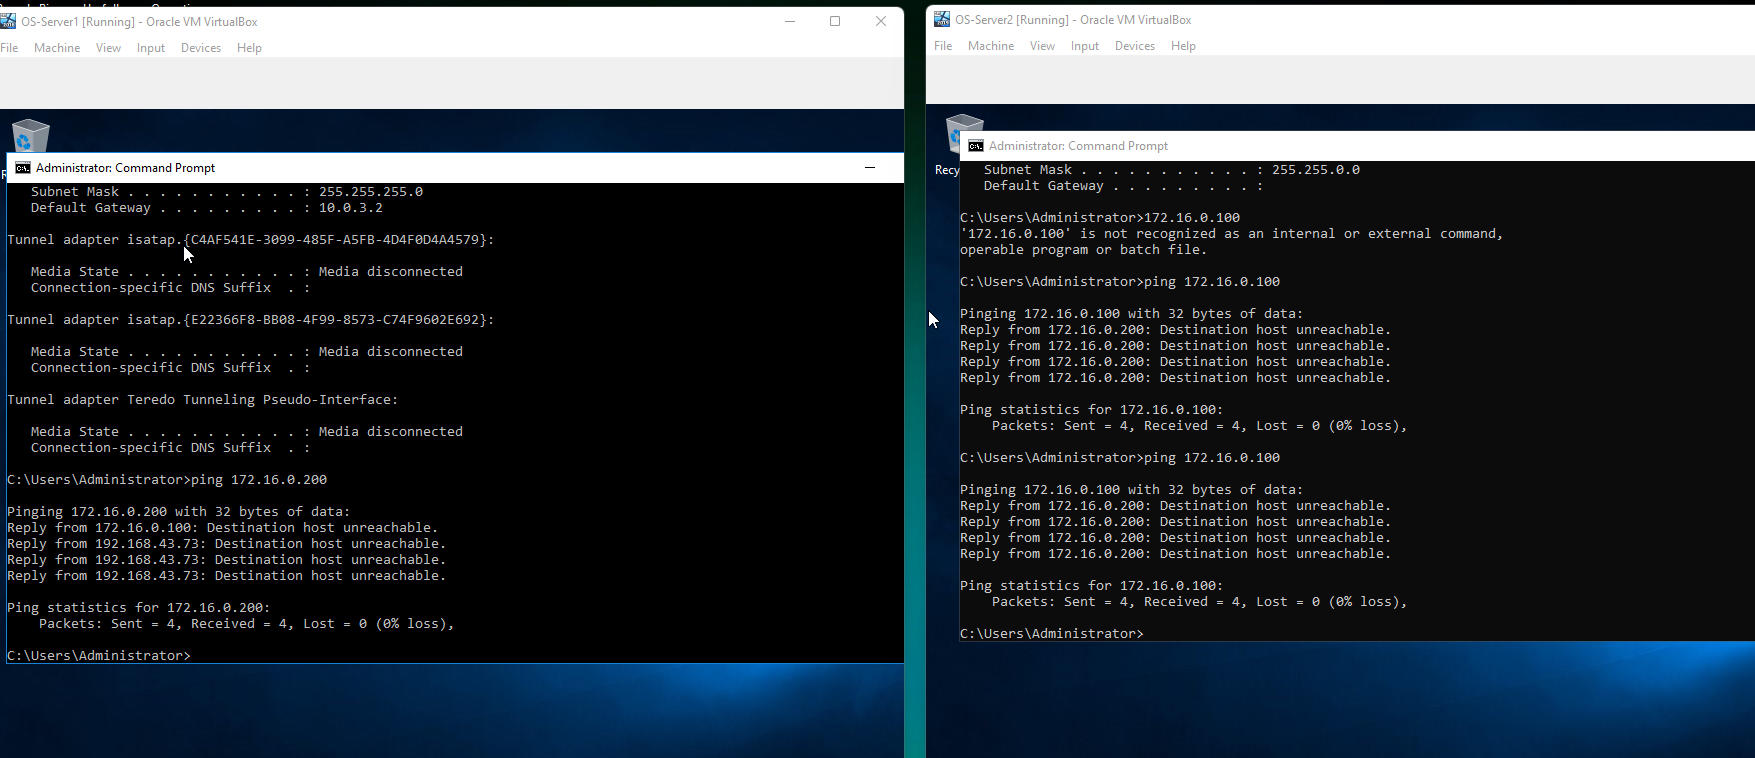 OS-Server1 [Running] - Oracle VM VirtualBox
File Machine View Input Devices Help
Administrator: Command Prompt
Subnet Mask . . . . . . . . . . . : 255.255.255.0
Default Gateway . . . . . . . . . : 10.0.3.2
Tunnel adapter isatap.{C4AF541E-3099-485F-A5FB-4D4F0D4A4579}:
Media State . . . . . . . . . . . : Media disconnected
Connection-specific DNS Suffix  . :
Tunnel adapter isatap.{E22366F8-BB08-4F99-8573-C74F9602E692}:
Media State . . . . . . . . . . . : Media disconnected
Connection-specific DNS Suffix  . :
Tunnel adapter Teredo Tunneling Pseudo-Interface:
Media State . . . . . . . . . . . : Media disconnected
Connection-specific DNS Suffix  . :
C:\Users\Administrator>ping 172.16.0.200
Pinging 172.16.0.200 with 32 bytes of data:
Reply from 172.16.0.100: Destination host unreachable.
Reply from 192.168.43.73: Destination host unreachable.
Reply from 192.168.43.73: Destination host unreachable.
Reply from 192.168.43.73: Destination host unreachable.
Ping statistics for 172.16.0.200:
Packets: Sent = 4, Received = 4, Lost = 0 (0% loss),
C:\Users\Administrator>
OS-Server2 [Running] - Oracle VM VirtualBox
File Machine View Input Devices Help
Recy
Administrator: Command Prompt
Subnet Mask . . . . . . . . . . . : 255.255.0.0
Default Gateway . . . . . . . . . :
C:\Users\Administrator>172.16.0.100
'172.16.0.100' is not recognized as an internal or external command,
operable program or batch file.
C:\Users\Administrator>ping 172.16.0.100
Pinging 172.16.0.100 with 32 bytes of data:
Reply from 172.16.0.200: Destination host unreachable.
Reply from 172.16.0.200: Destination host unreachable.
Reply from 172.16.0.200: Destination host unreachable.
Reply from 172.16.0.200: Destination host unreachable.
Ping statistics for 172.16.0.100:
Packets: Sent = 4, Received = 4, Lost = 0 (0% loss),
C:\Users\Administrator>ping 172.16.0.100
Pinging 172.16.0.100 with 32 bytes of data:
Reply from 172.16.0.200: Destination host unreachable.
Reply from 172.16.0.200: Destination host unreachable.
Reply from 172.16.0.200: Destination host unreachable.
Reply from 172.16.0.200: Destination host unreachable.
Ping statistics for 172.16.0.100:
Packets: Sent = 4, Received = 4, Lost = 0 (0% loss),
C:\Users\Administrator>